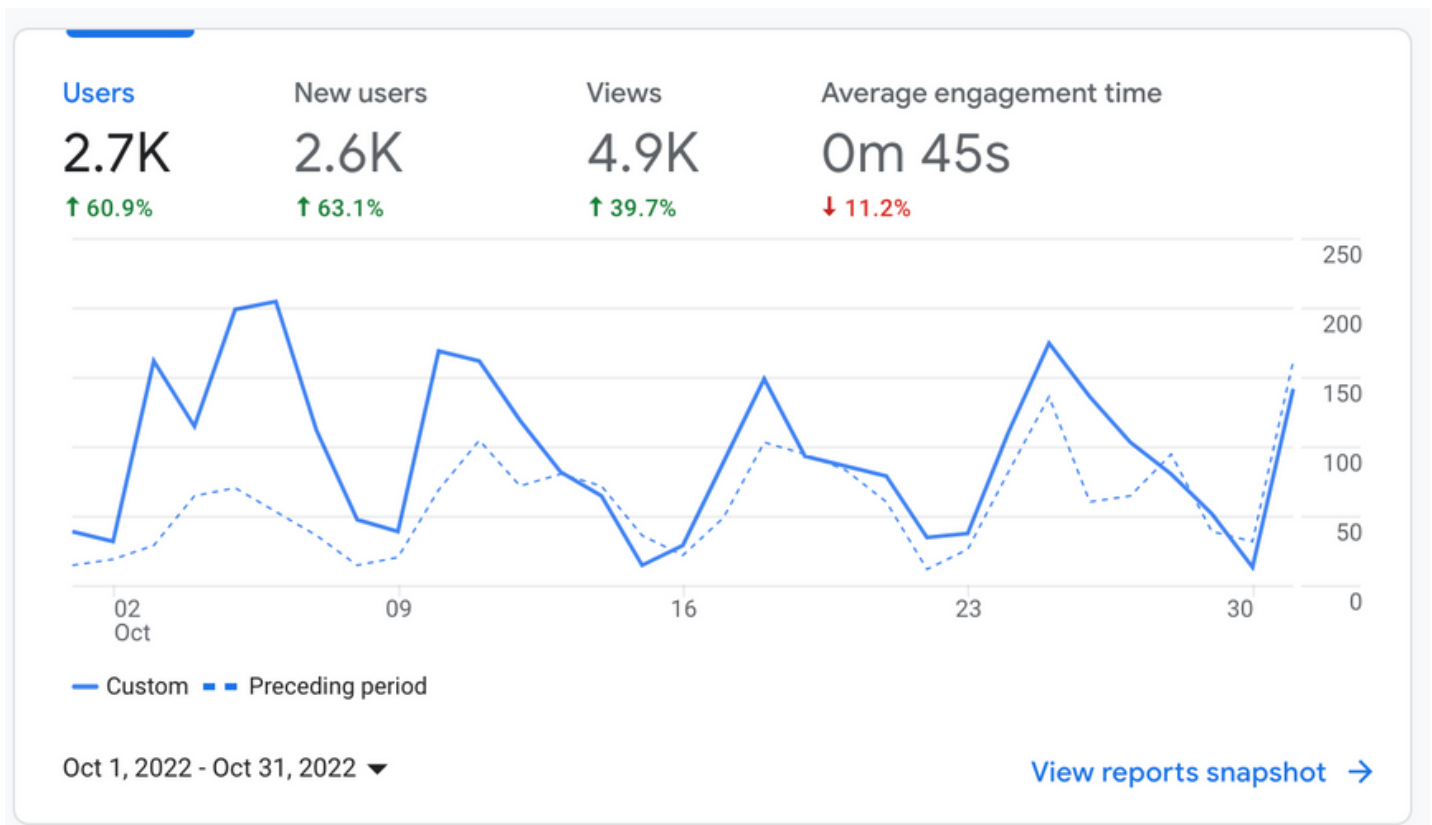 Users New users Views Average engagement time
2.7K 2.6K 4.9K 0m 45s
↑ 60.9% ↑ 63.1% ↑ 39.7% ↓ 11.2%
250
200
150
100
50
0
02 09 16 23 30
Oct
Custom Preceding period
Oct 1, 2022 - Oct 31, 2022
View reports snapshot →